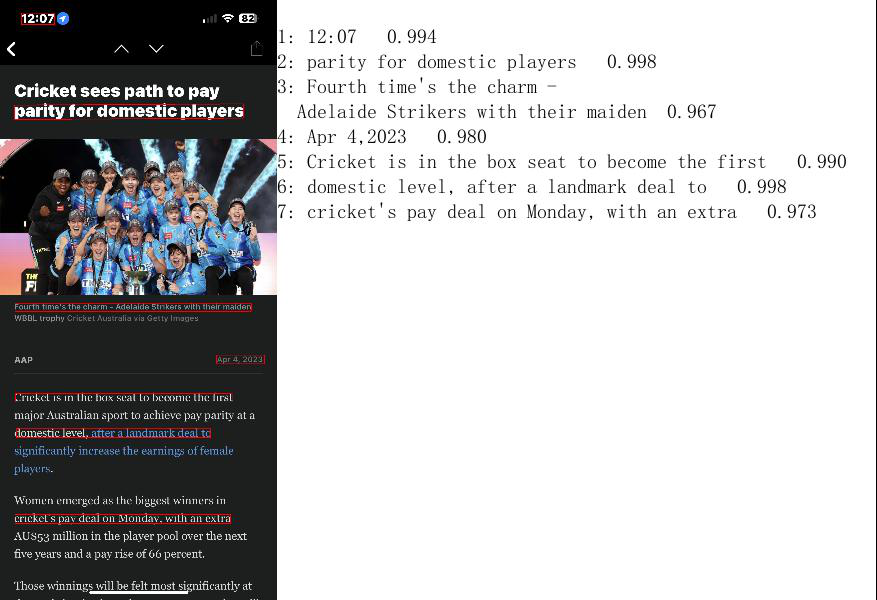 12:07
82
Cricket sees path to pay
parity for domestic players
Fourth time's the charm – Adelaide Strikers with their maiden
WBBL trophy Cricket Australia via Getty Images
AAP
Apr 4, 2023
Cricket is in the box seat to become the first
major Australian sport to achieve pay parity at a
domestic level, after a landmark deal to
significantly increase the earnings of female
players.
Women emerged as the biggest winners in
cricket's pay deal on Monday, with an extra
AU$53 million in the player pool over the next
five years and a pay rise of 66 percent.
Those winnings will be felt most significantly at
1: 12:07 0.994
2: parity for domestic players 0.998
3: Fourth time's the charm –
Adelaide Strikers with their maiden 0.967
4: Apr 4,2023 0.980
5: Cricket is in the box seat to become the first 0.990
6: domestic level, after a landmark deal to 0.998
7: cricket's pay deal on Monday, with an extra 0.973